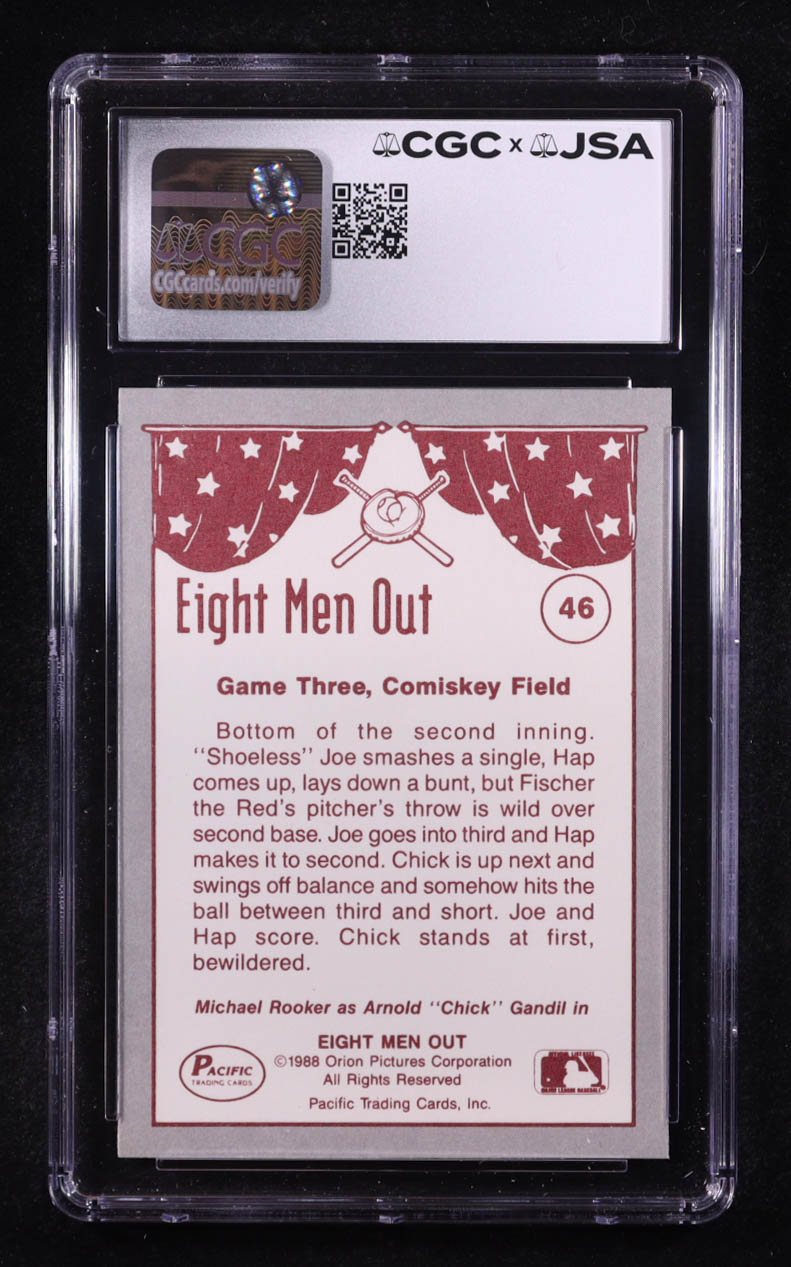 CGC x JSA
CGC
CGCcards.com/verify
Eight Men Out
46
Game Three, Comiskey Field
Bottom of the second inning.
"Shoeless" Joe smashes a single, Hap
comes up, lays down a bunt, but Fischer
the Red's pitcher's throw is wild over
second base. Joe goes into third and Hap
makes it to second. Chick is up next and
swings off balance and somehow hits the
ball between third and short. Joe and
Hap score. Chick stands at first,
bewildered.
Michael Rooker as Arnold "Chick" Gandil in
EIGHT MEN OUT
©1988 Orion Pictures Corporation
All Rights Reserved
Pacific Trading Cards, Inc.
PACIFIC
TRADING CARDS
OFFICIAL LICENSEE
MAJOR LEAGUE BASEBALL